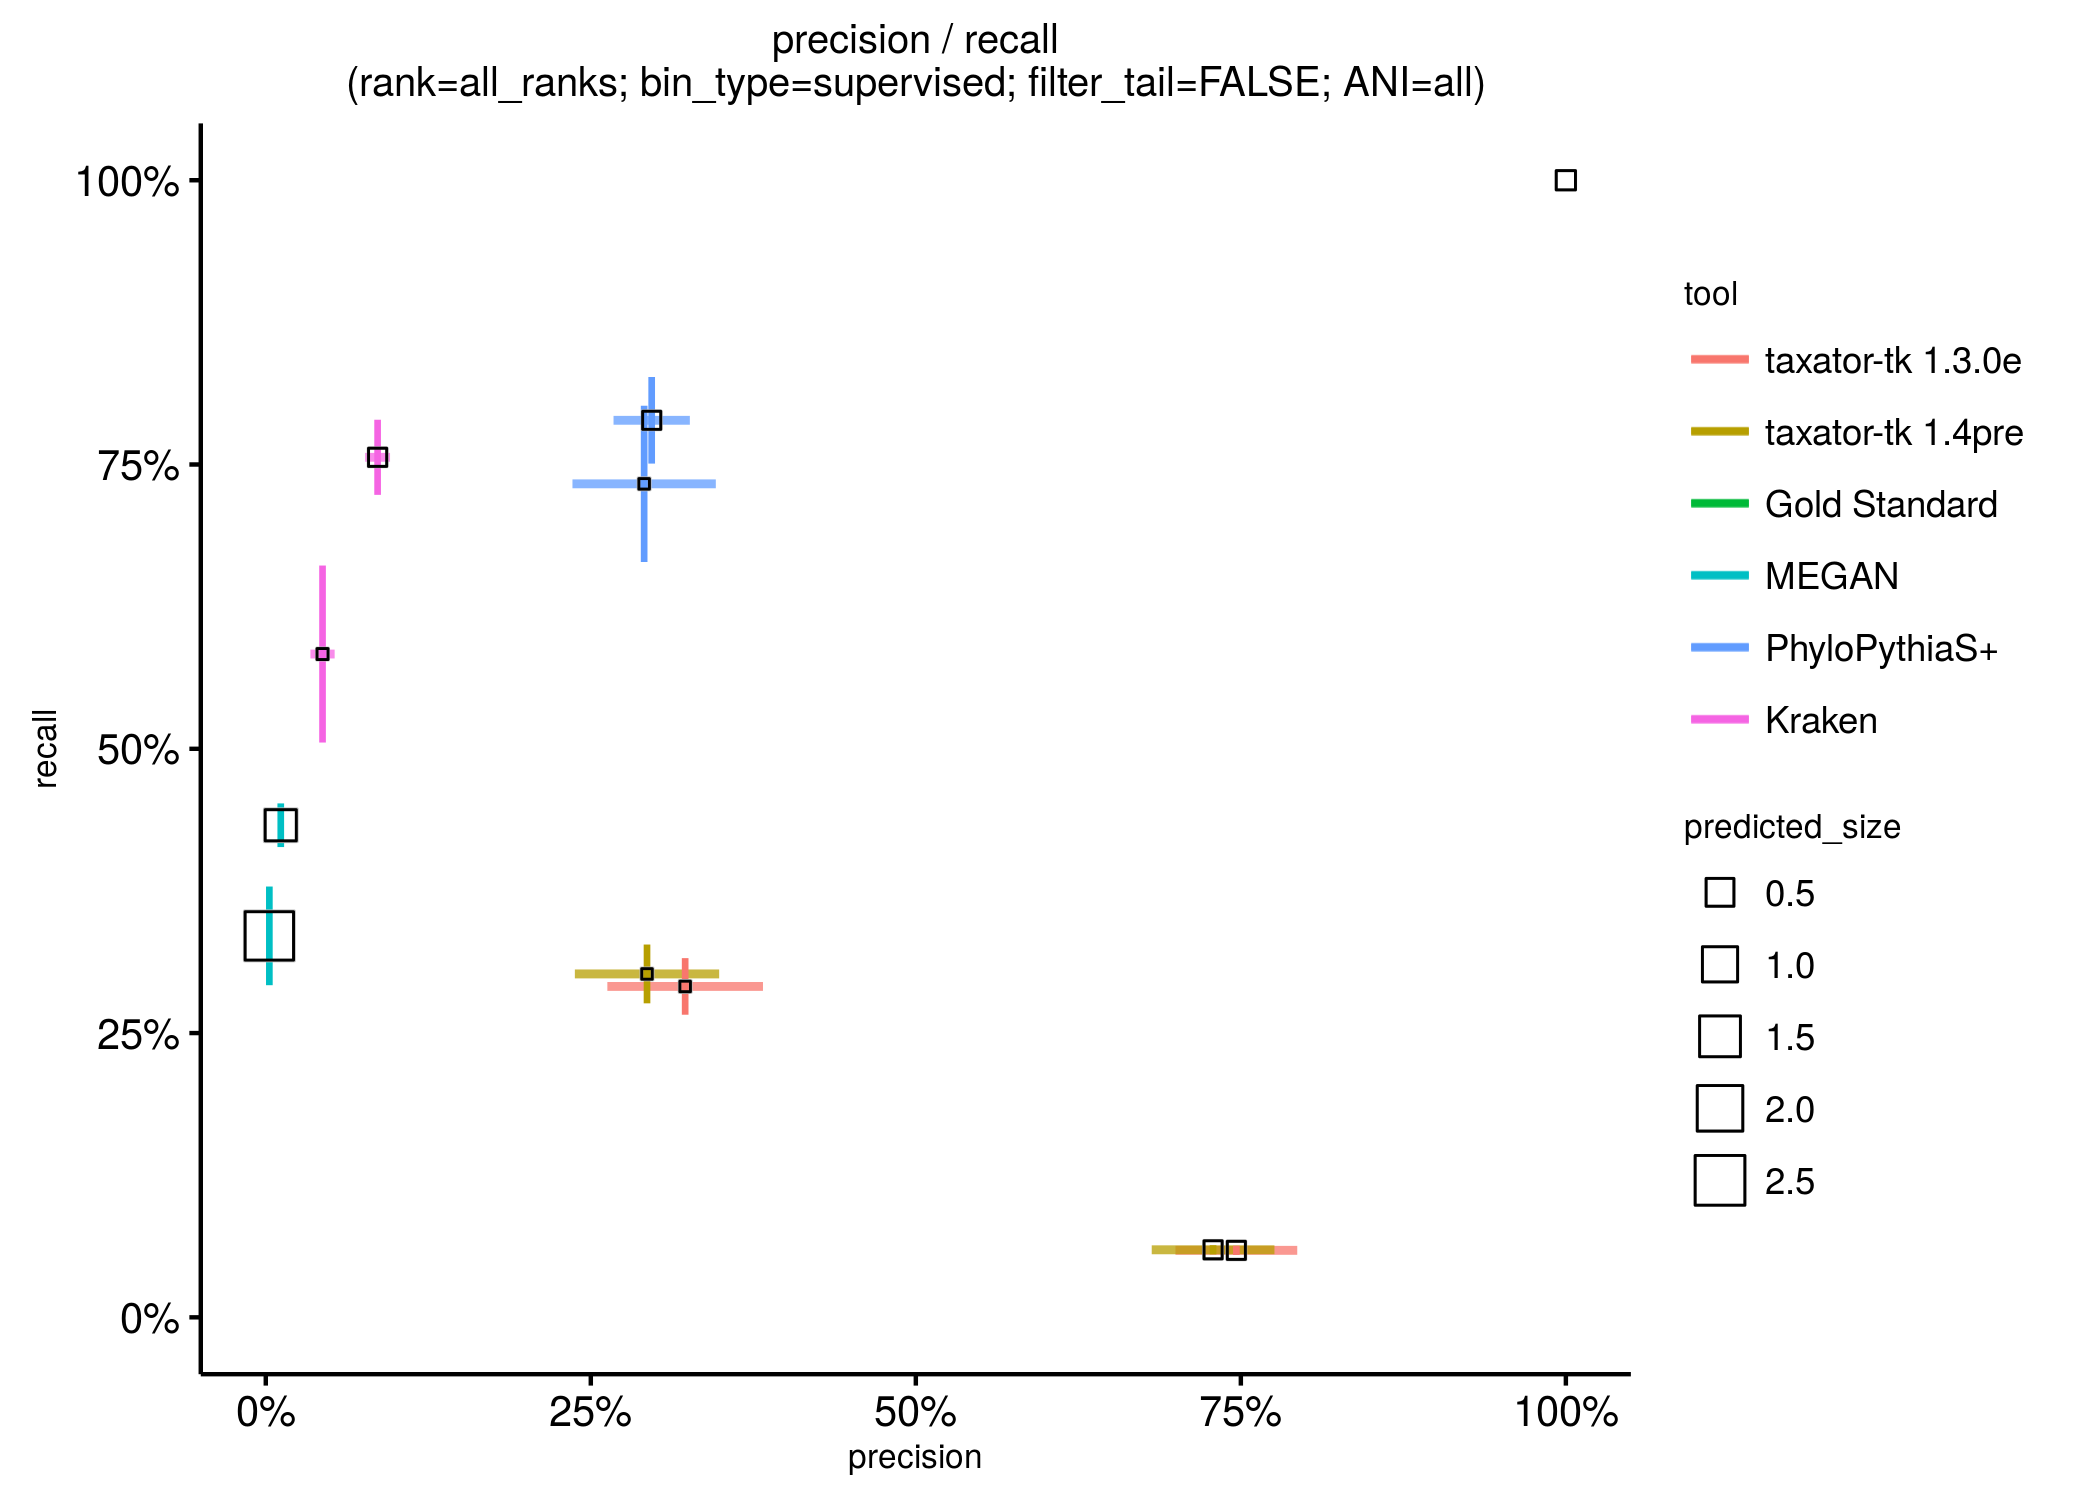 precision / recall
(rank=all_ranks; bin_type=supervised; filter_tail=FALSE; ANI=all)
100%
75%
50%
25%
0%
recall
0%
25%
50%
75%
100%
precision
tool
taxator-tk 1.3.0e
taxator-tk 1.4pre
Gold Standard
MEGAN
PhyloPythiaS+
Kraken
predicted_size
0.5
1.0
1.5
2.0
2.5